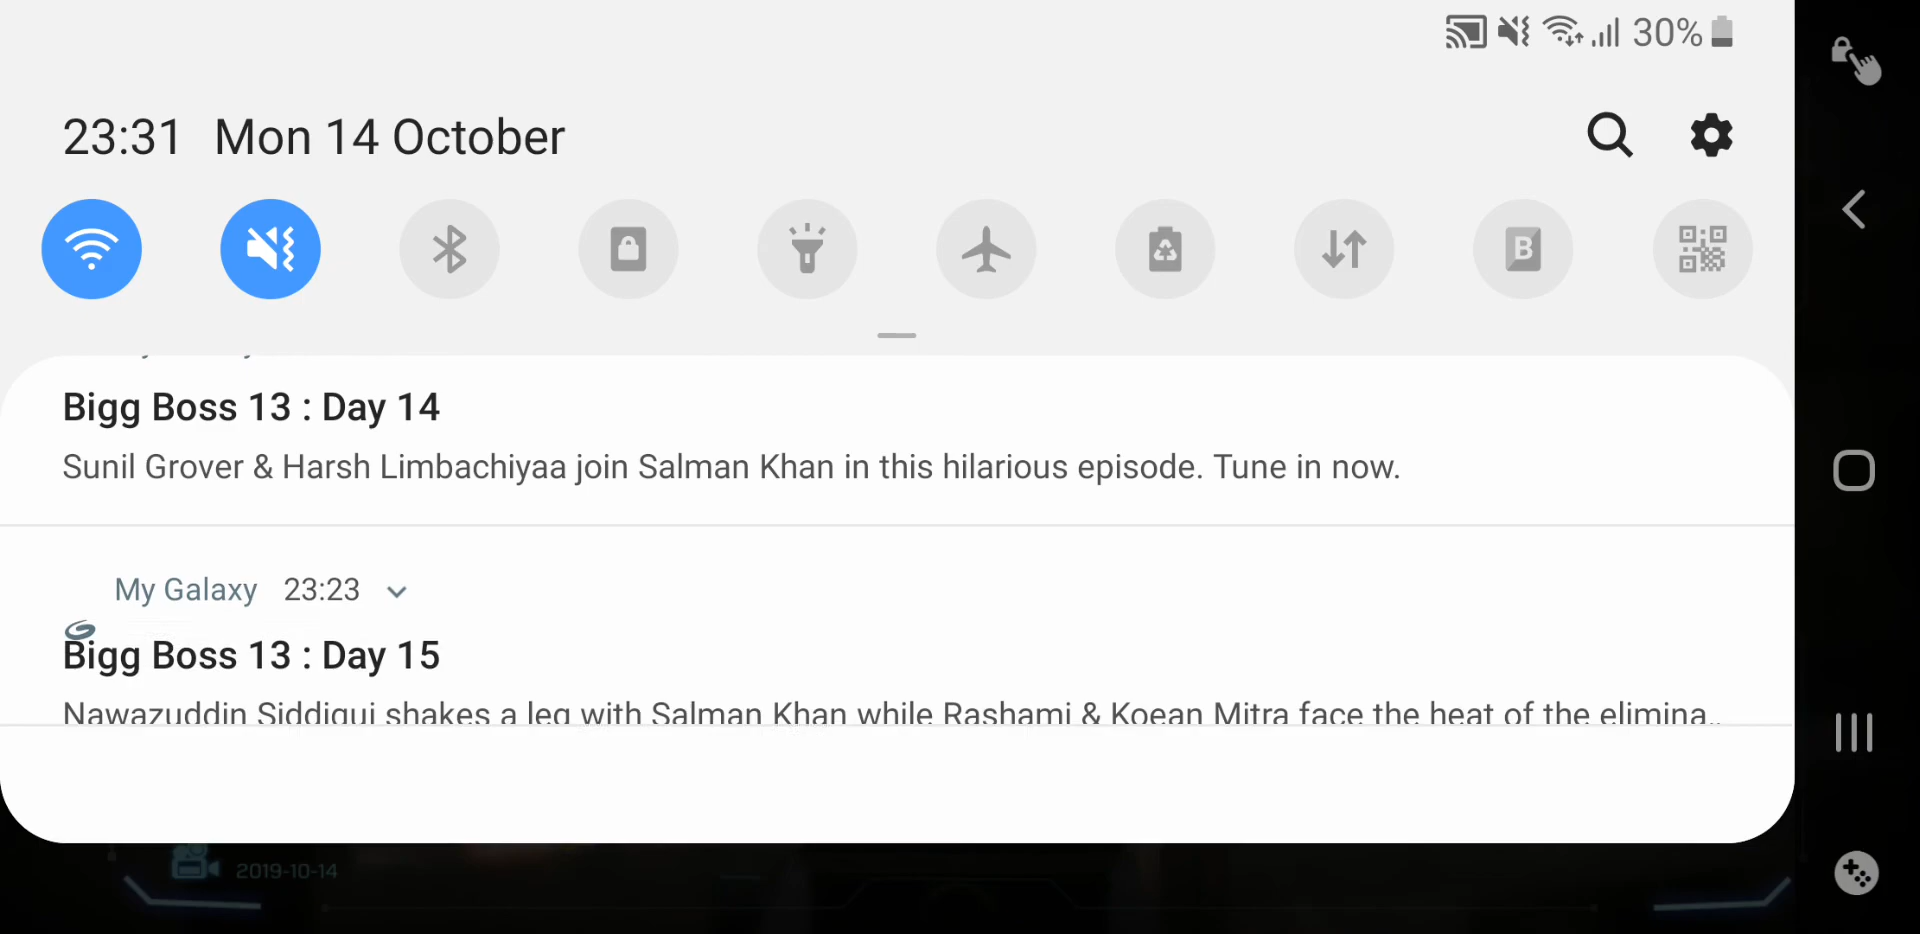 30%
23:31 Mon 14 October
Bigg Boss 13 : Day 14
Sunil Grover & Harsh Limbachiyaa join Salman Khan in this hilarious episode. Tune in now.
My Galaxy 23:23
Bigg Boss 13 : Day 15
Nawazuddin Siddiqui shakes a leg with Salman Khan while Rashami & Koean Mitra face the heat of the elimina..
2019-10-14